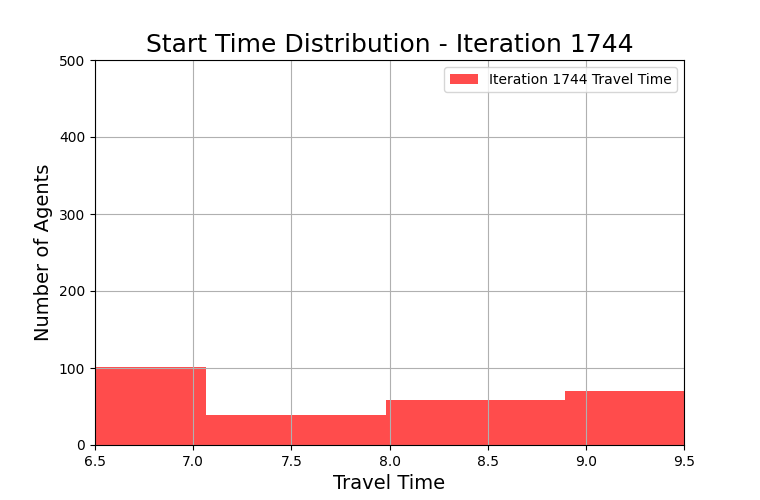 Start Time Distribution - Iteration 1744
Iteration 1744 Travel Time
Number of Agents
500
400
300
200
100
0
6.5 7.0 7.5 8.0 8.5 9.0 9.5
Travel Time